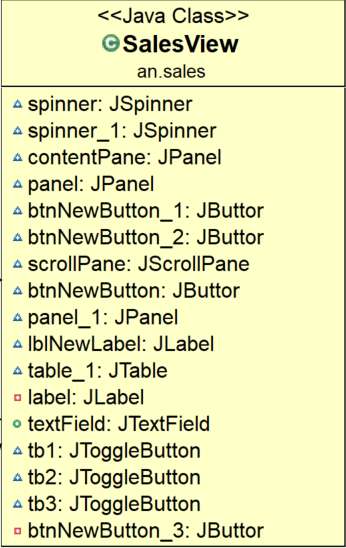 <<Java Class>>
SalesView
an.sales
spinner: JSpinner
spinner_1: JSpinner
contentPane: JPanel
panel: JPanel
btnNewButton_1: JButtor
btnNewButton_2: JButtor
scrollPane: JScrollPane
btnNewButton: JButtor
panel_1: JPanel
lblNewLabel: JLabel
table_1: JTable
label: JLabel
textField: JTextField
tb1: JToggleButton
tb2: JToggleButton
tb3: JToggleButton
btnNewButton_3: JButtor